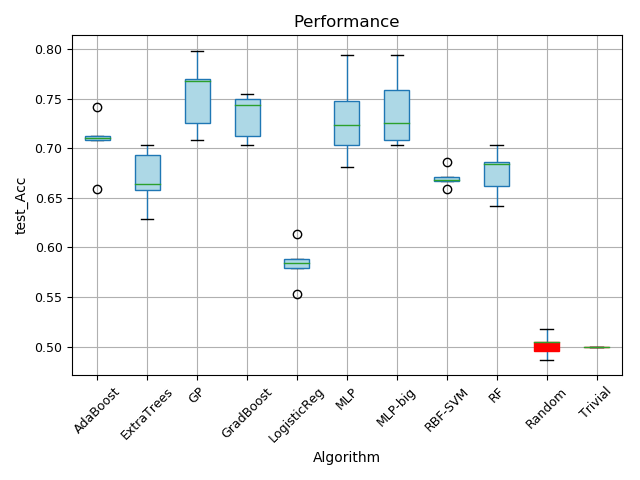 Performance
test_Acc
0.80
0.75
0.70
0.65
0.60
0.55
0.50
AdaBoost
ExtraTrees
GP
GradBoost
LogisticReg
MLP
MLP-big
RBF-SVM
RF
Random
Trivial
Algorithm